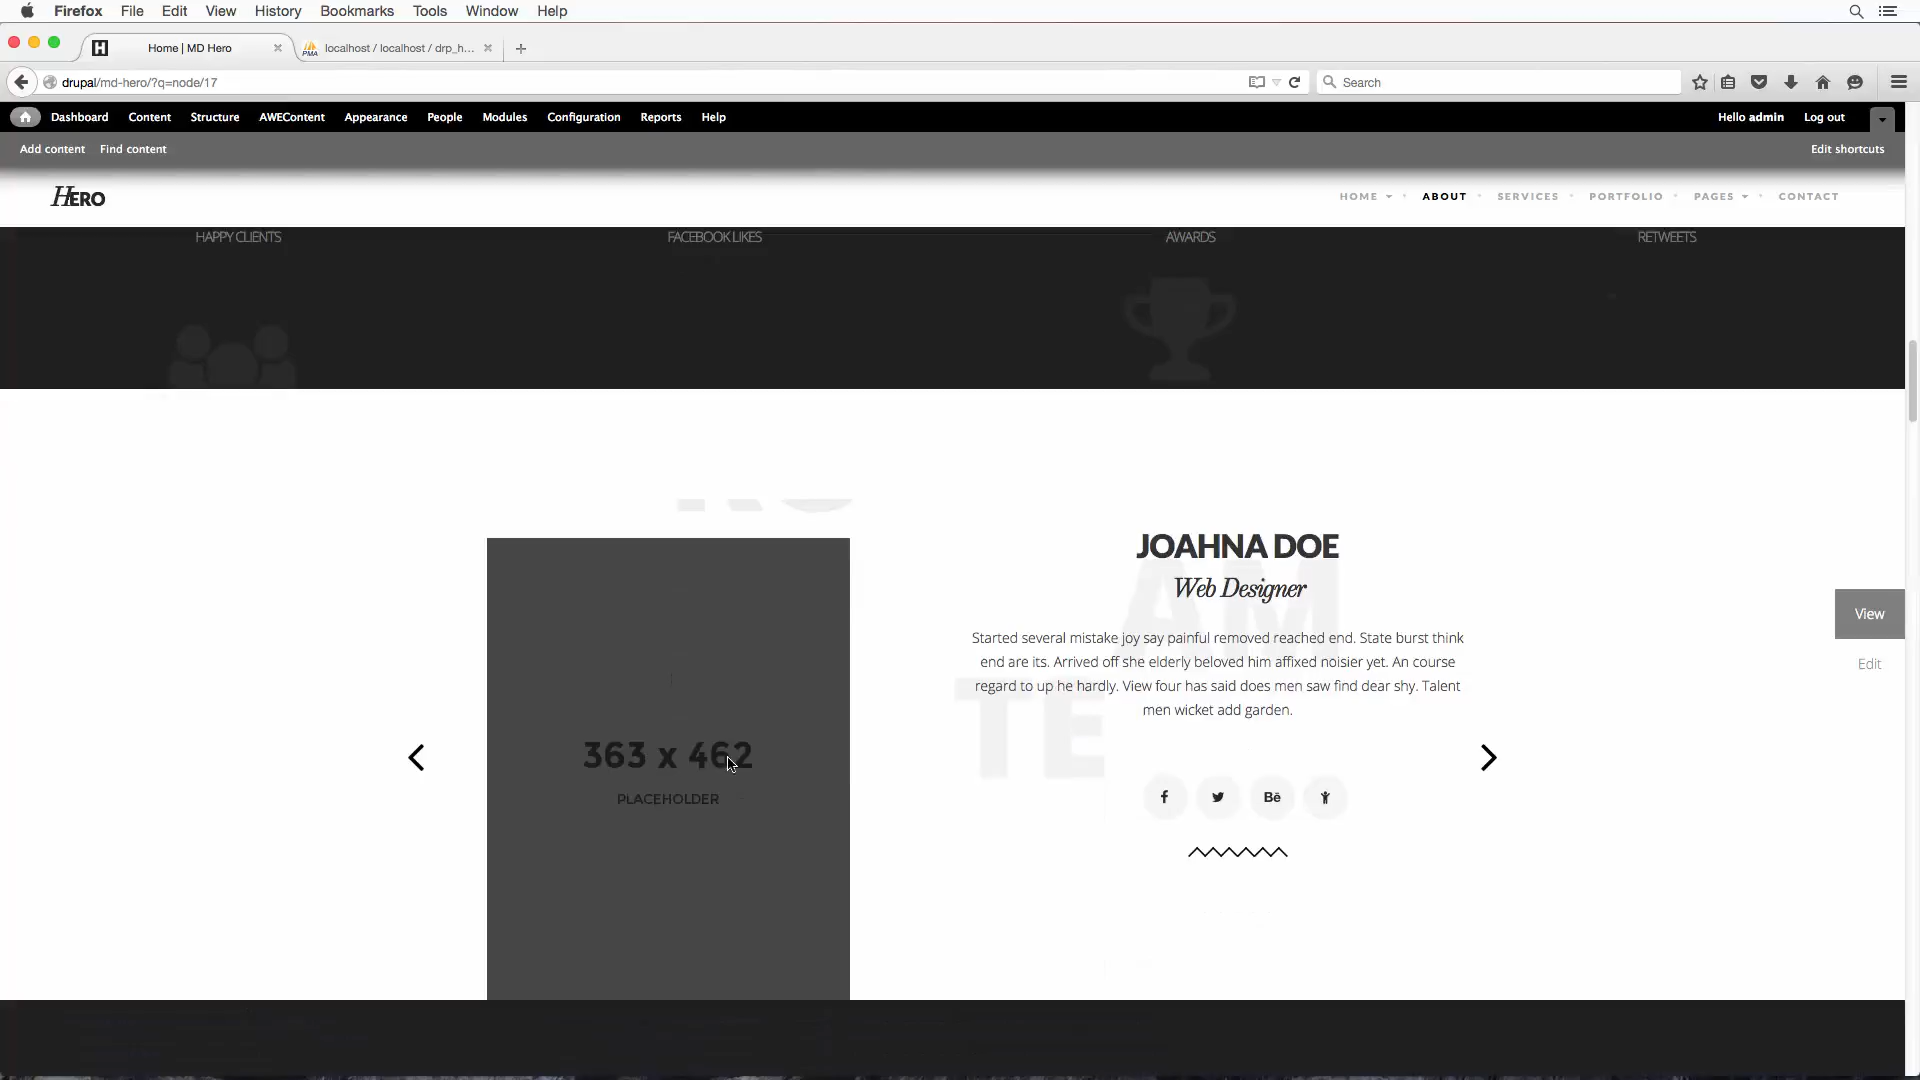 Firefox File Edit View History Bookmarks Tools Window Help
H Home | MD Hero
PMA localhost / localhost / drp_h...
drupal/md-hero/?q=node/17
Search
Dashboard Content Structure AWEContent Appearance People Modules Configuration Reports Help
Hello admin Log out
Add content Find content
Edit shortcuts
HERO
HOME ABOUT SERVICES PORTFOLIO PAGES CONTACT
HAPPY CLIENTS FACEBOOK LIKES AWARDS RETWEETS
JOAHNA DOE
AM
Web Designer
Started several mistake joy say painful removed reached end. State burst think
end are its. Arrived off she elderly beloved him affixed noisier yet. An course
regard to up he hardly. View four has said does men saw find dear shy. Talent
men wicket add garden.
TE
View
Edit
363 x 462
PLACEHOLDER
Bē